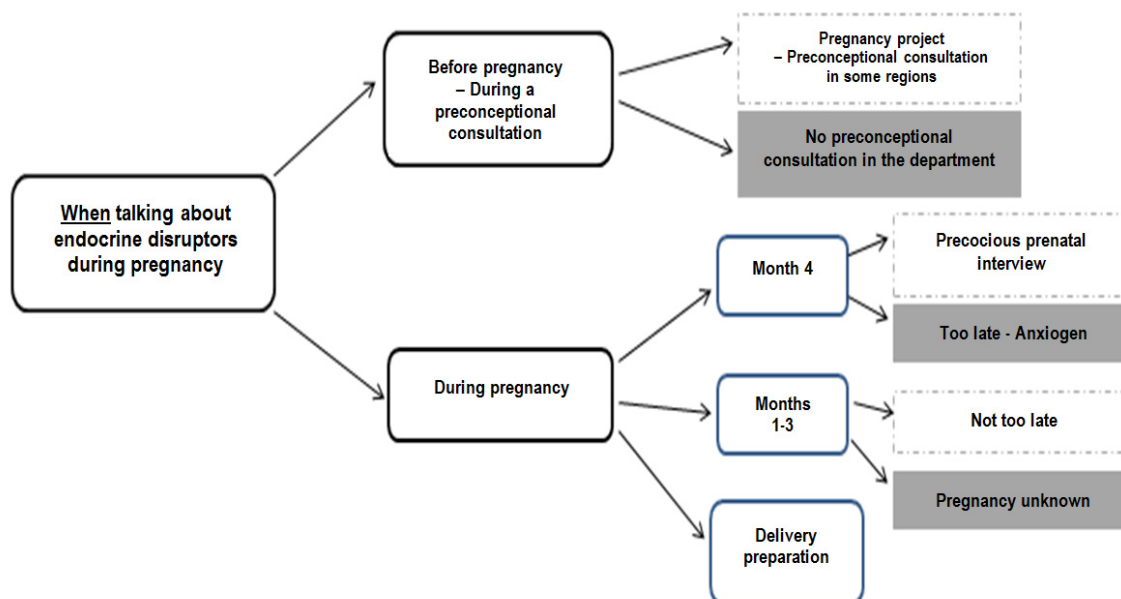 When talking about
endocrine disruptors
during pregnancy
Before pregnancy
– During a
preconceptional
consultation
Pregnancy project
– Preconceptional consultation
in some regions
No preconceptional
consultation in the department
During pregnancy
Month 4
Precocious prenatal
interview
Too late - Anxiogen
Months
1-3
Not too late
Pregnancy unknown
Delivery
preparation